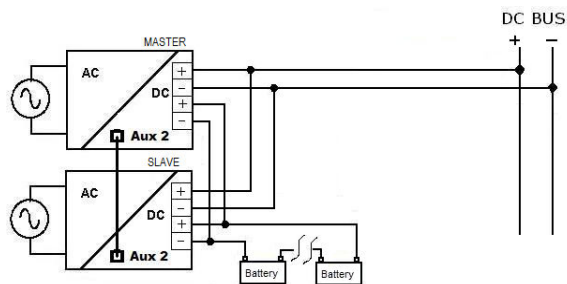 DC BUS
+ −
MASTER
AC
+
−
DC
+
−
Aux 2
SLAVE
AC
+
−
DC
+
−
Aux 2
Battery
Battery